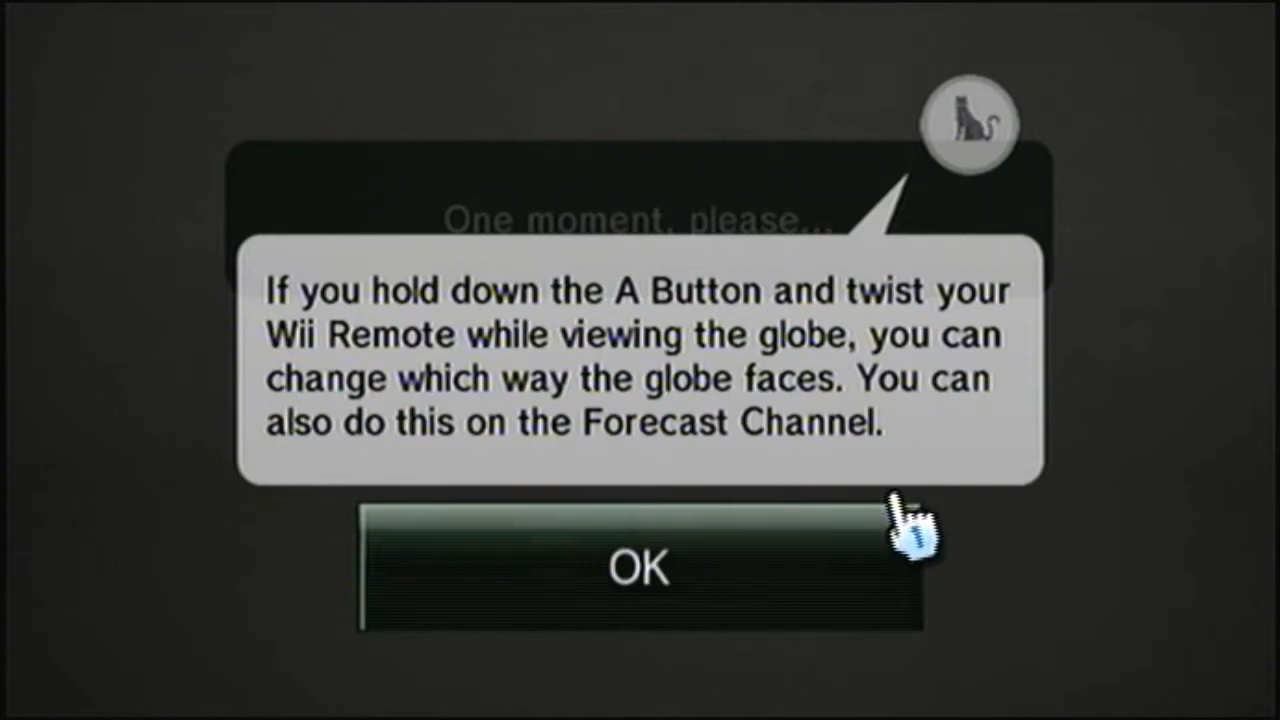 One moment, please...
If you hold down the A Button and twist your
Wii Remote while viewing the globe, you can
change which way the globe faces. You can
also do this on the Forecast Channel.
OK
1